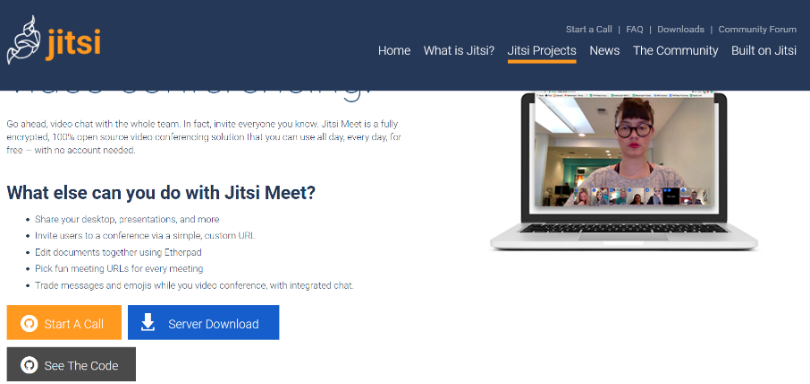 jitsi
Start a Call | FAQ | Downloads | Community Forum
Home What is Jitsi? Jitsi Projects News The Community Built on Jitsi
video conferencing.
Go ahead, video chat with the whole team. In fact, invite everyone you know. Jitsi Meet is a fully
encrypted, 100% open source video conferencing solution that you can use all day, every day, for
free — with no account needed.
What else can you do with Jitsi Meet?
• Share your desktop, presentations, and more
• Invite users to a conference via a simple, custom URL
• Edit documents together using Etherpad
• Pick fun meeting URLs for every meeting
• Trade messages and emojis while you video conference, with integrated chat.
Start A Call
Server Download
See The Code